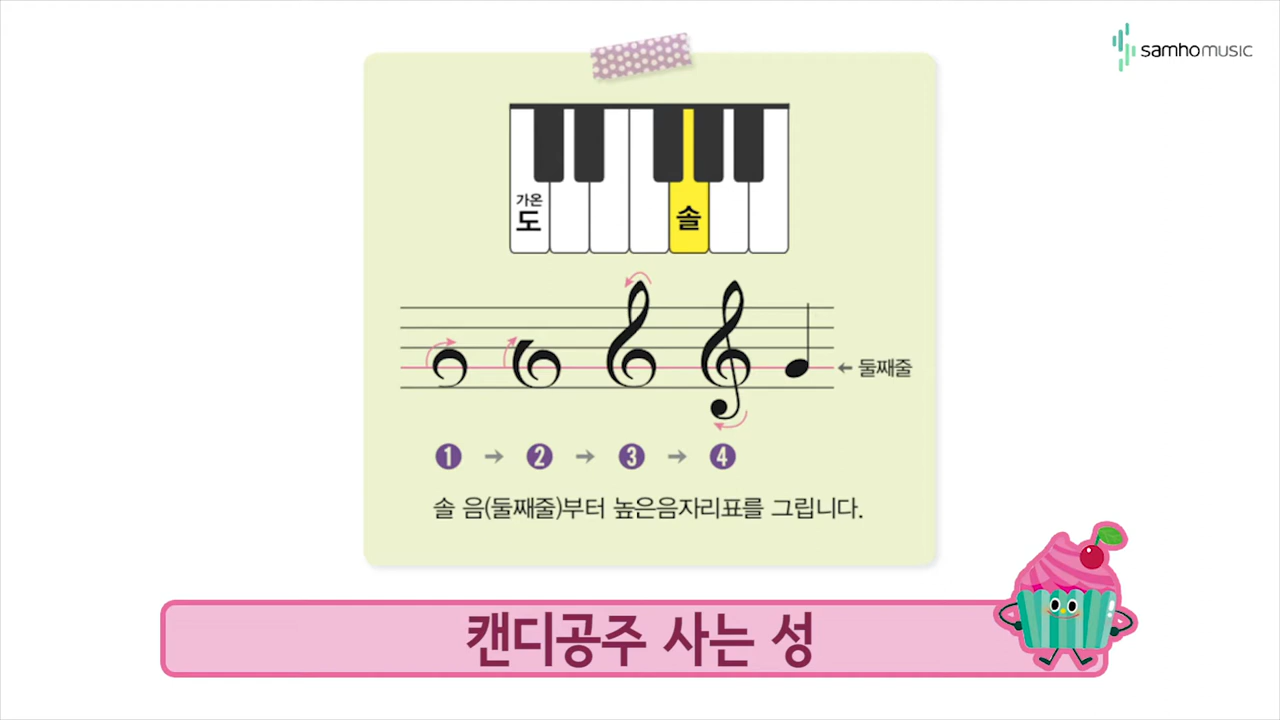 samhomusic
가온
도
솔
← 둘째줄
1 → 2 → 3 → 4
솔 음(둘째줄)부터 높은음자리표를 그립니다.
캔디공주 사는 성